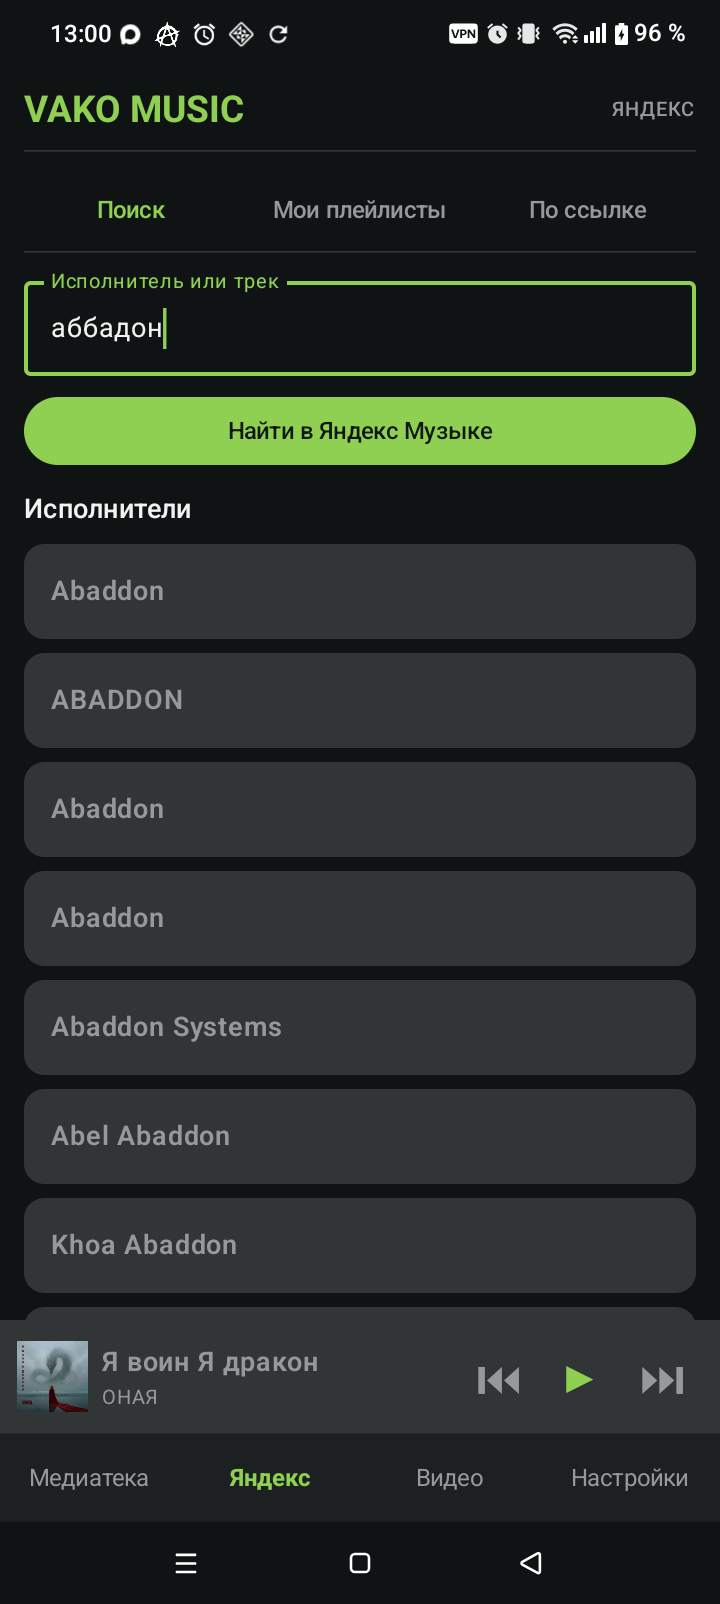 13:00
VPN
96 %
VAKO MUSIC
ЯНДЕКС
Поиск
Мои плейлисты
По ссылке
Исполнитель или трек
аббадон
Найти в Яндекс Музыке
Исполнители
Abaddon
ABADDON
Abaddon
Abaddon
Abaddon Systems
Abel Abaddon
Khoa Abaddon
Я воин Я дракон
ОНАЯ
Медиатека
Яндекс
Видео
Настройки